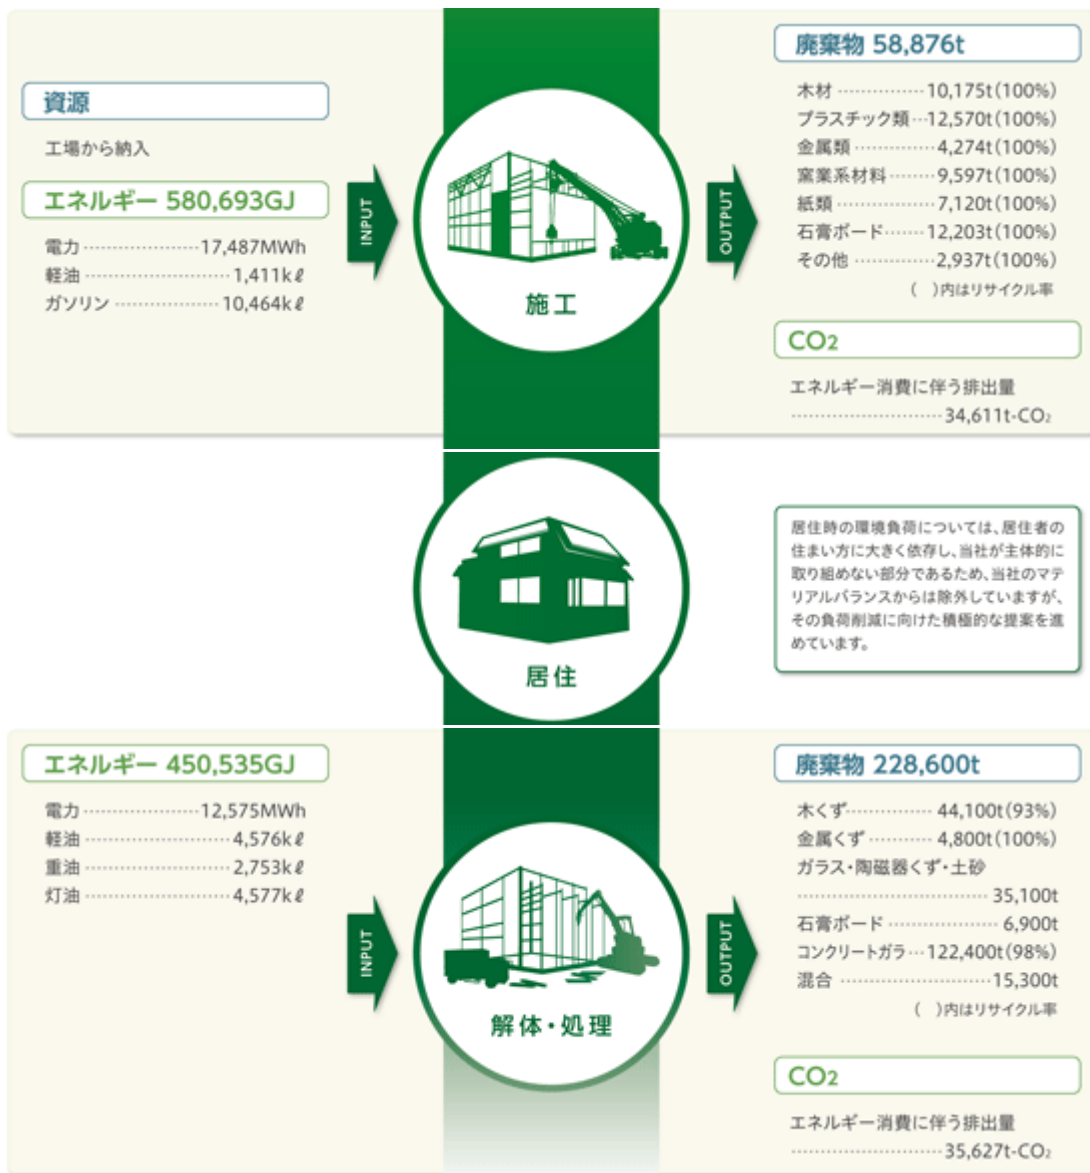 資源
工場から納入
エネルギー 580,693GJ
電力 17,487MWh
軽油 1,411kℓ
ガソリン 10,464kℓ
INPUT
施工
OUTPUT
廃棄物 58,876t
木材 10,175t(100%)
プラスチック類 12,570t(100%)
金属類 4,274t(100%)
窯業系材料 9,597t(100%)
紙類 7,120t(100%)
石膏ボード 12,203t(100%)
その他 2,937t(100%)
( )内はリサイクル率
CO2
エネルギー消費に伴う排出量
34,611t-CO2
居住
居住時の環境負荷については、居住者の
住まい方に大きく依存し、当社が主体的に
取り組めない部分であるため、当社のマテ
リアルバランスからは除外していますが、
その負荷削減に向けた積極的な提案を進
めています。
エネルギー 450,535GJ
電力 12,575MWh
軽油 4,576kℓ
重油 2,753kℓ
灯油 4,577kℓ
INPUT
解体・処理
OUTPUT
廃棄物 228,600t
木くず 44,100t(93%)
金属くず 4,800t(100%)
ガラス・陶磁器くず・土砂
35,100t
石膏ボード 6,900t
コンクリートガラ 122,400t(98%)
混合 15,300t
( )内はリサイクル率
CO2
エネルギー消費に伴う排出量
35,627t-CO2